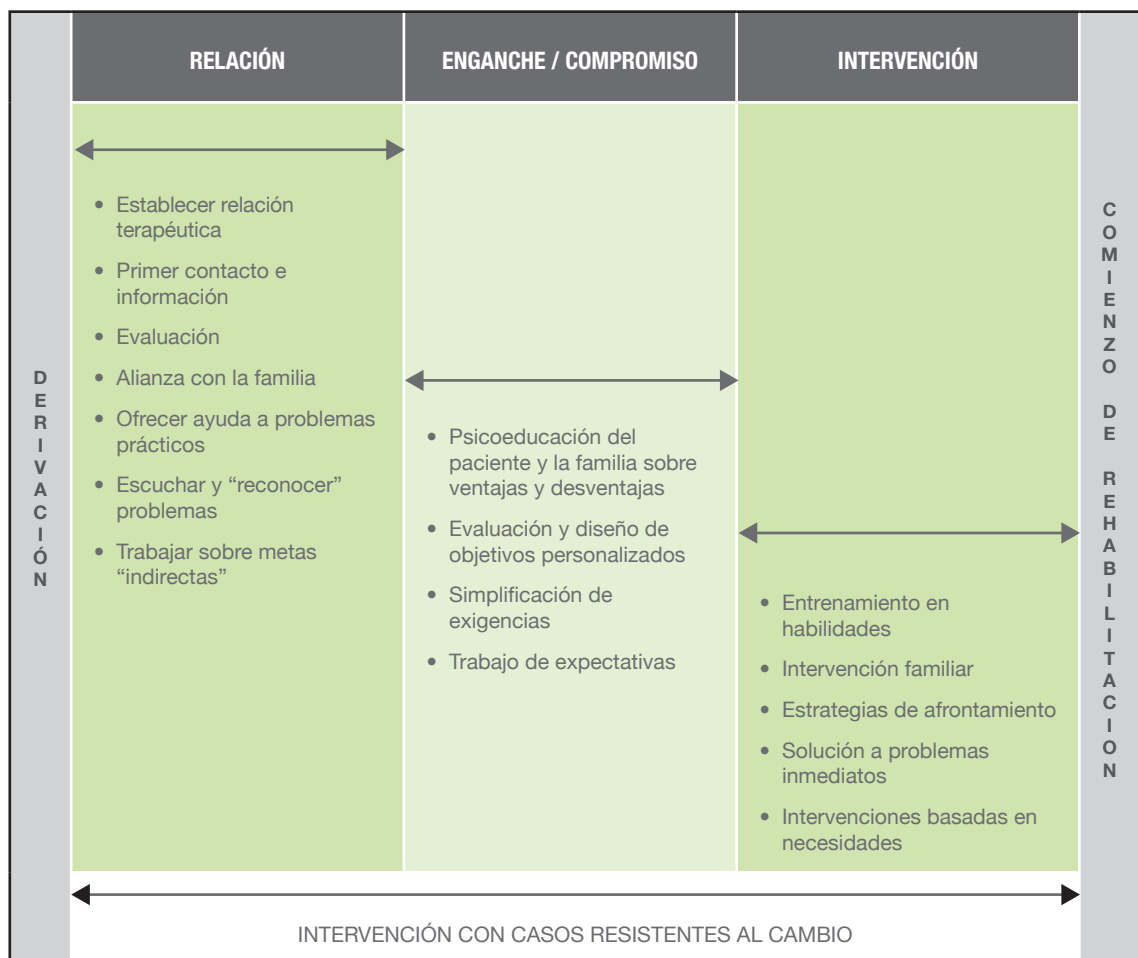 RELACIÓN
ENGANCHE / COMPROMISO
INTERVENCIÓN
DERIVACIÓN
• Establecer relación
terapéutica
• Primer contacto e
información
• Evaluación
• Alianza con la familia
• Ofrecer ayuda a problemas
prácticos
• Escuchar y “reconocer”
problemas
• Trabajar sobre metas
“indirectas”
• Psicoeducación del
paciente y la familia sobre
ventajas y desventajas
• Evaluación y diseño de
objetivos personalizados
• Simplificación de
exigencias
• Trabajo de expectativas
• Entrenamiento en
habilidades
• Intervención familiar
• Estrategias de afrontamiento
• Solución a problemas
inmediatos
• Intervenciones basadas en
necesidades
COMIENZO DE REHABILITACION
INTERVENCIÓN CON CASOS RESISTENTES AL CAMBIO